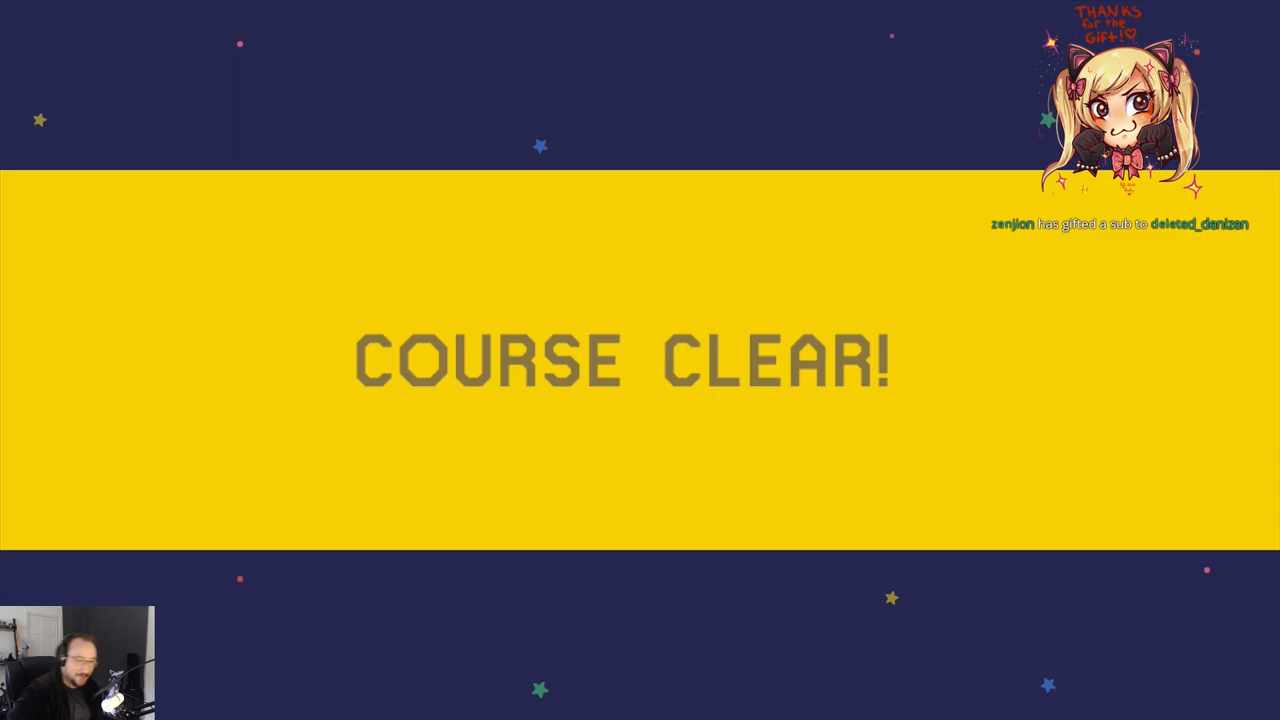 THANKS
for the
Gift!♡
zenjion has gifted a sub to deleted_denizen
COURSE CLEAR!